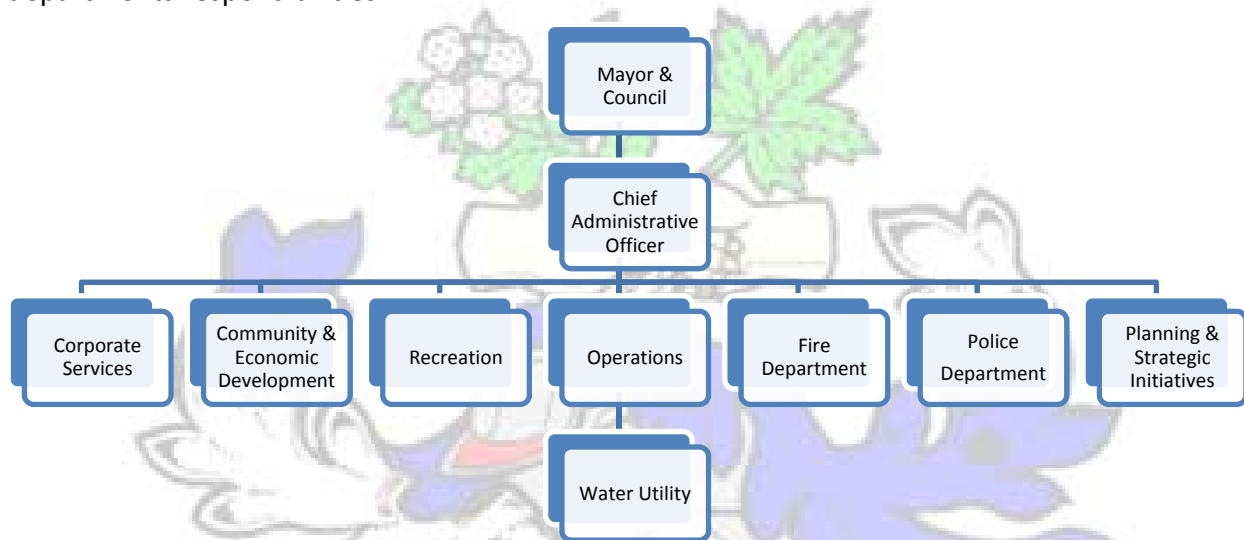 Mayor &
Council
Chief
Administrative
Officer
Corporate
Services
Community &
Economic
Development
Recreation
Operations
Fire
Department
Police
Department
Planning &
Strategic
Initiatives
Water Utility